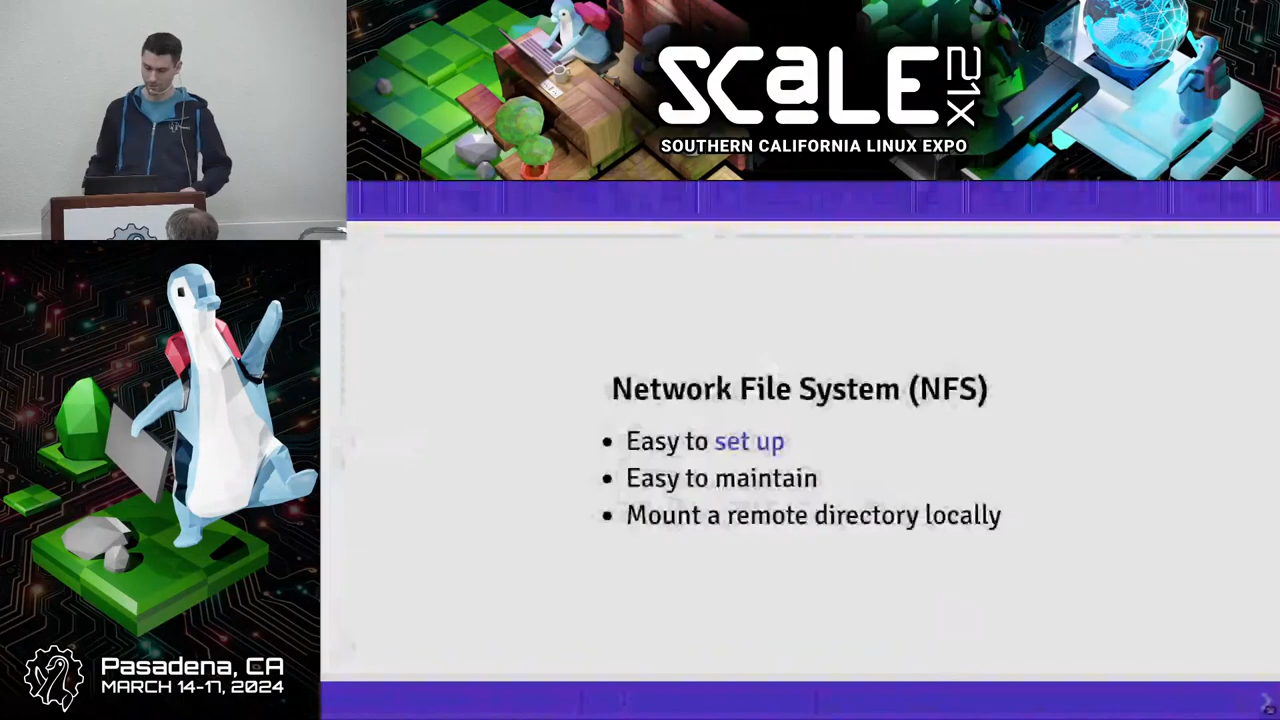 SCALE 21X
SOUTHERN CALIFORNIA LINUX EXPO
Network File System (NFS)
• Easy to set up
• Easy to maintain
• Mount a remote directory locally
Pasadena, CA
MARCH 14-17, 2024